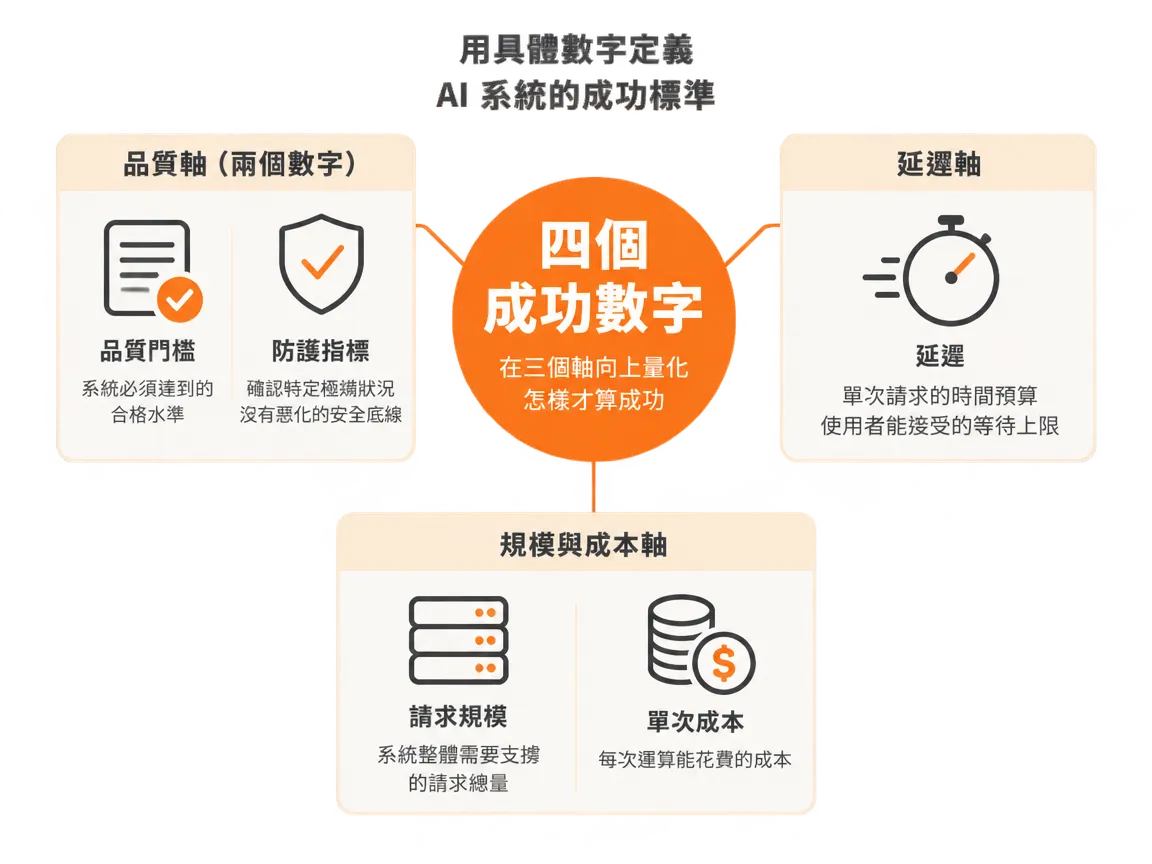 用具體數字定義
AI 系統的成功標準
品質軸（兩個數字）
品質門檻
系統必須達到的
合格水準
防護指標
確認特定極端狀況
沒有惡化的安全底線
四個
成功數字
在三個軸向上量化
怎樣才算成功
延遲軸
延遲
單次請求的時間預算
使用者能接受的等待上限
規模與成本軸
請求規模
系統整體需要支撐
的請求總量
單次成本
每次運算能花費的成本
$